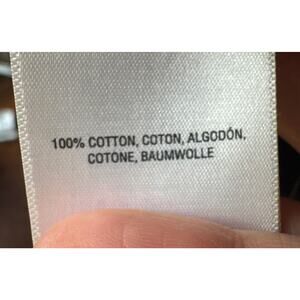 100% COTTON, COTON, ALGODÓN,
COTONE, BAUMWOLLE